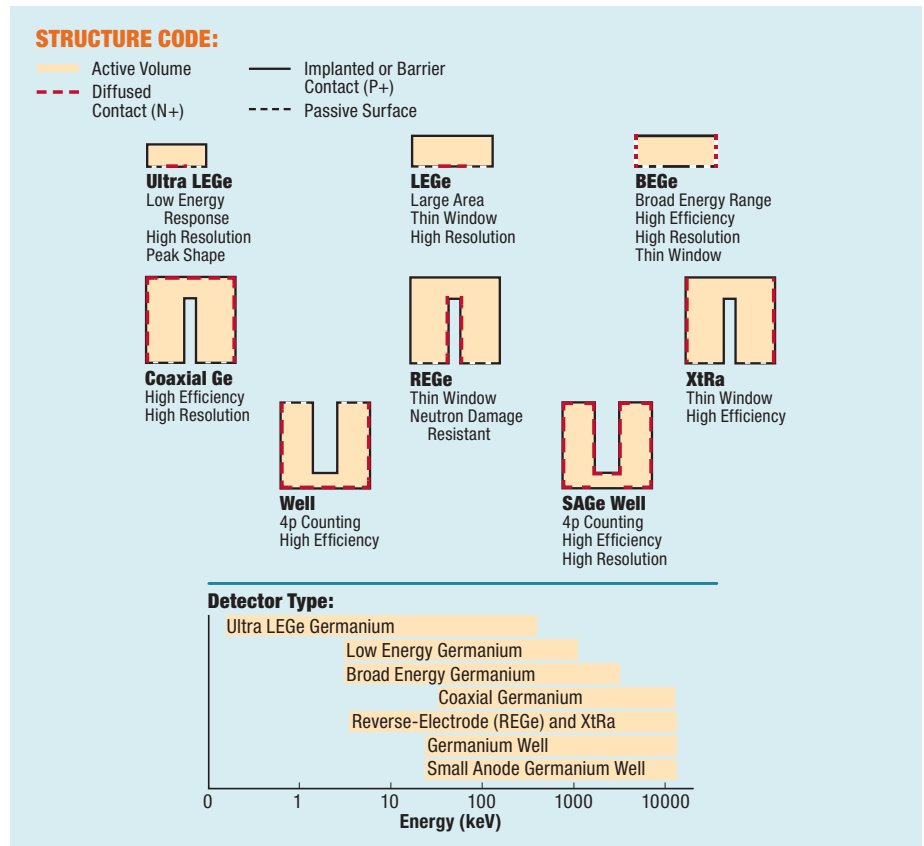 STRUCTURE CODE:
Active Volume
Diffused
Contact (N+)
Implanted or Barrier
Contact (P+)
Passive Surface
Ultra LEGe
Low Energy
Response
High Resolution
Peak Shape
LEGe
Large Area
Thin Window
High Resolution
BEGe
Broad Energy Range
High Efficiency
High Resolution
Thin Window
Coaxial Ge
High Efficiency
High Resolution
REGe
Thin Window
Neutron Damage
Resistant
XtRa
Thin Window
High Efficiency
Well
4p Counting
High Efficiency
SAGe Well
4p Counting
High Efficiency
High Resolution
Detector Type:
Ultra LEGe Germanium
Low Energy Germanium
Broad Energy Germanium
Coaxial Germanium
Reverse-Electrode (REGe) and XtRa
Germanium Well
Small Anode Germanium Well
0 1 10 100 1000 10000
Energy (keV)